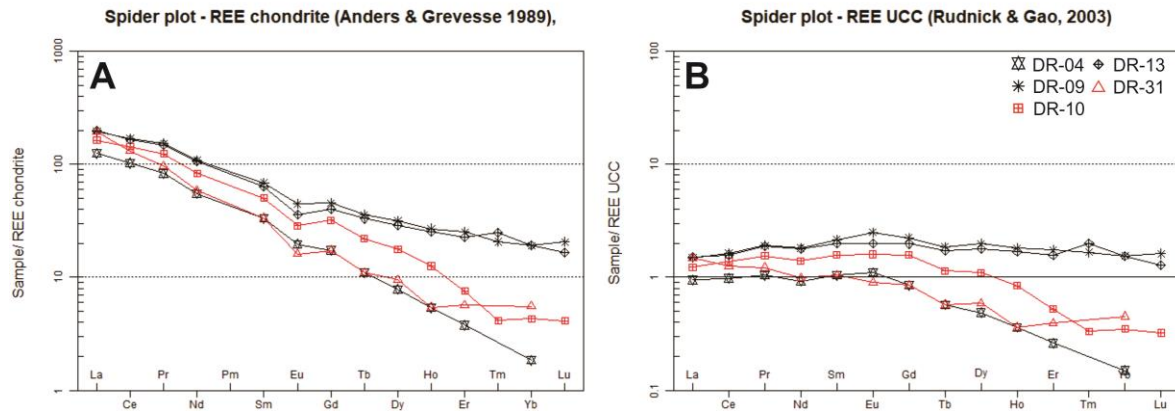 Spider plot - REE chondrite (Anders & Grevesse 1989),
A
Sample/ REE chondrite
1000
100
10
1
La Pr Pm Eu Tb Ho Tm Lu
Ce Nd Sm Gd Dy Er Yb
Spider plot - REE UCC (Rudnick & Gao, 2003)
B
DR-04 DR-13
DR-09 DR-31
DR-10
Sample/ REE UCC
100
10
1
0.1
La Pr Sm Gd Dy Er Yb
Ce Nd Eu Tb Ho Tm Lu